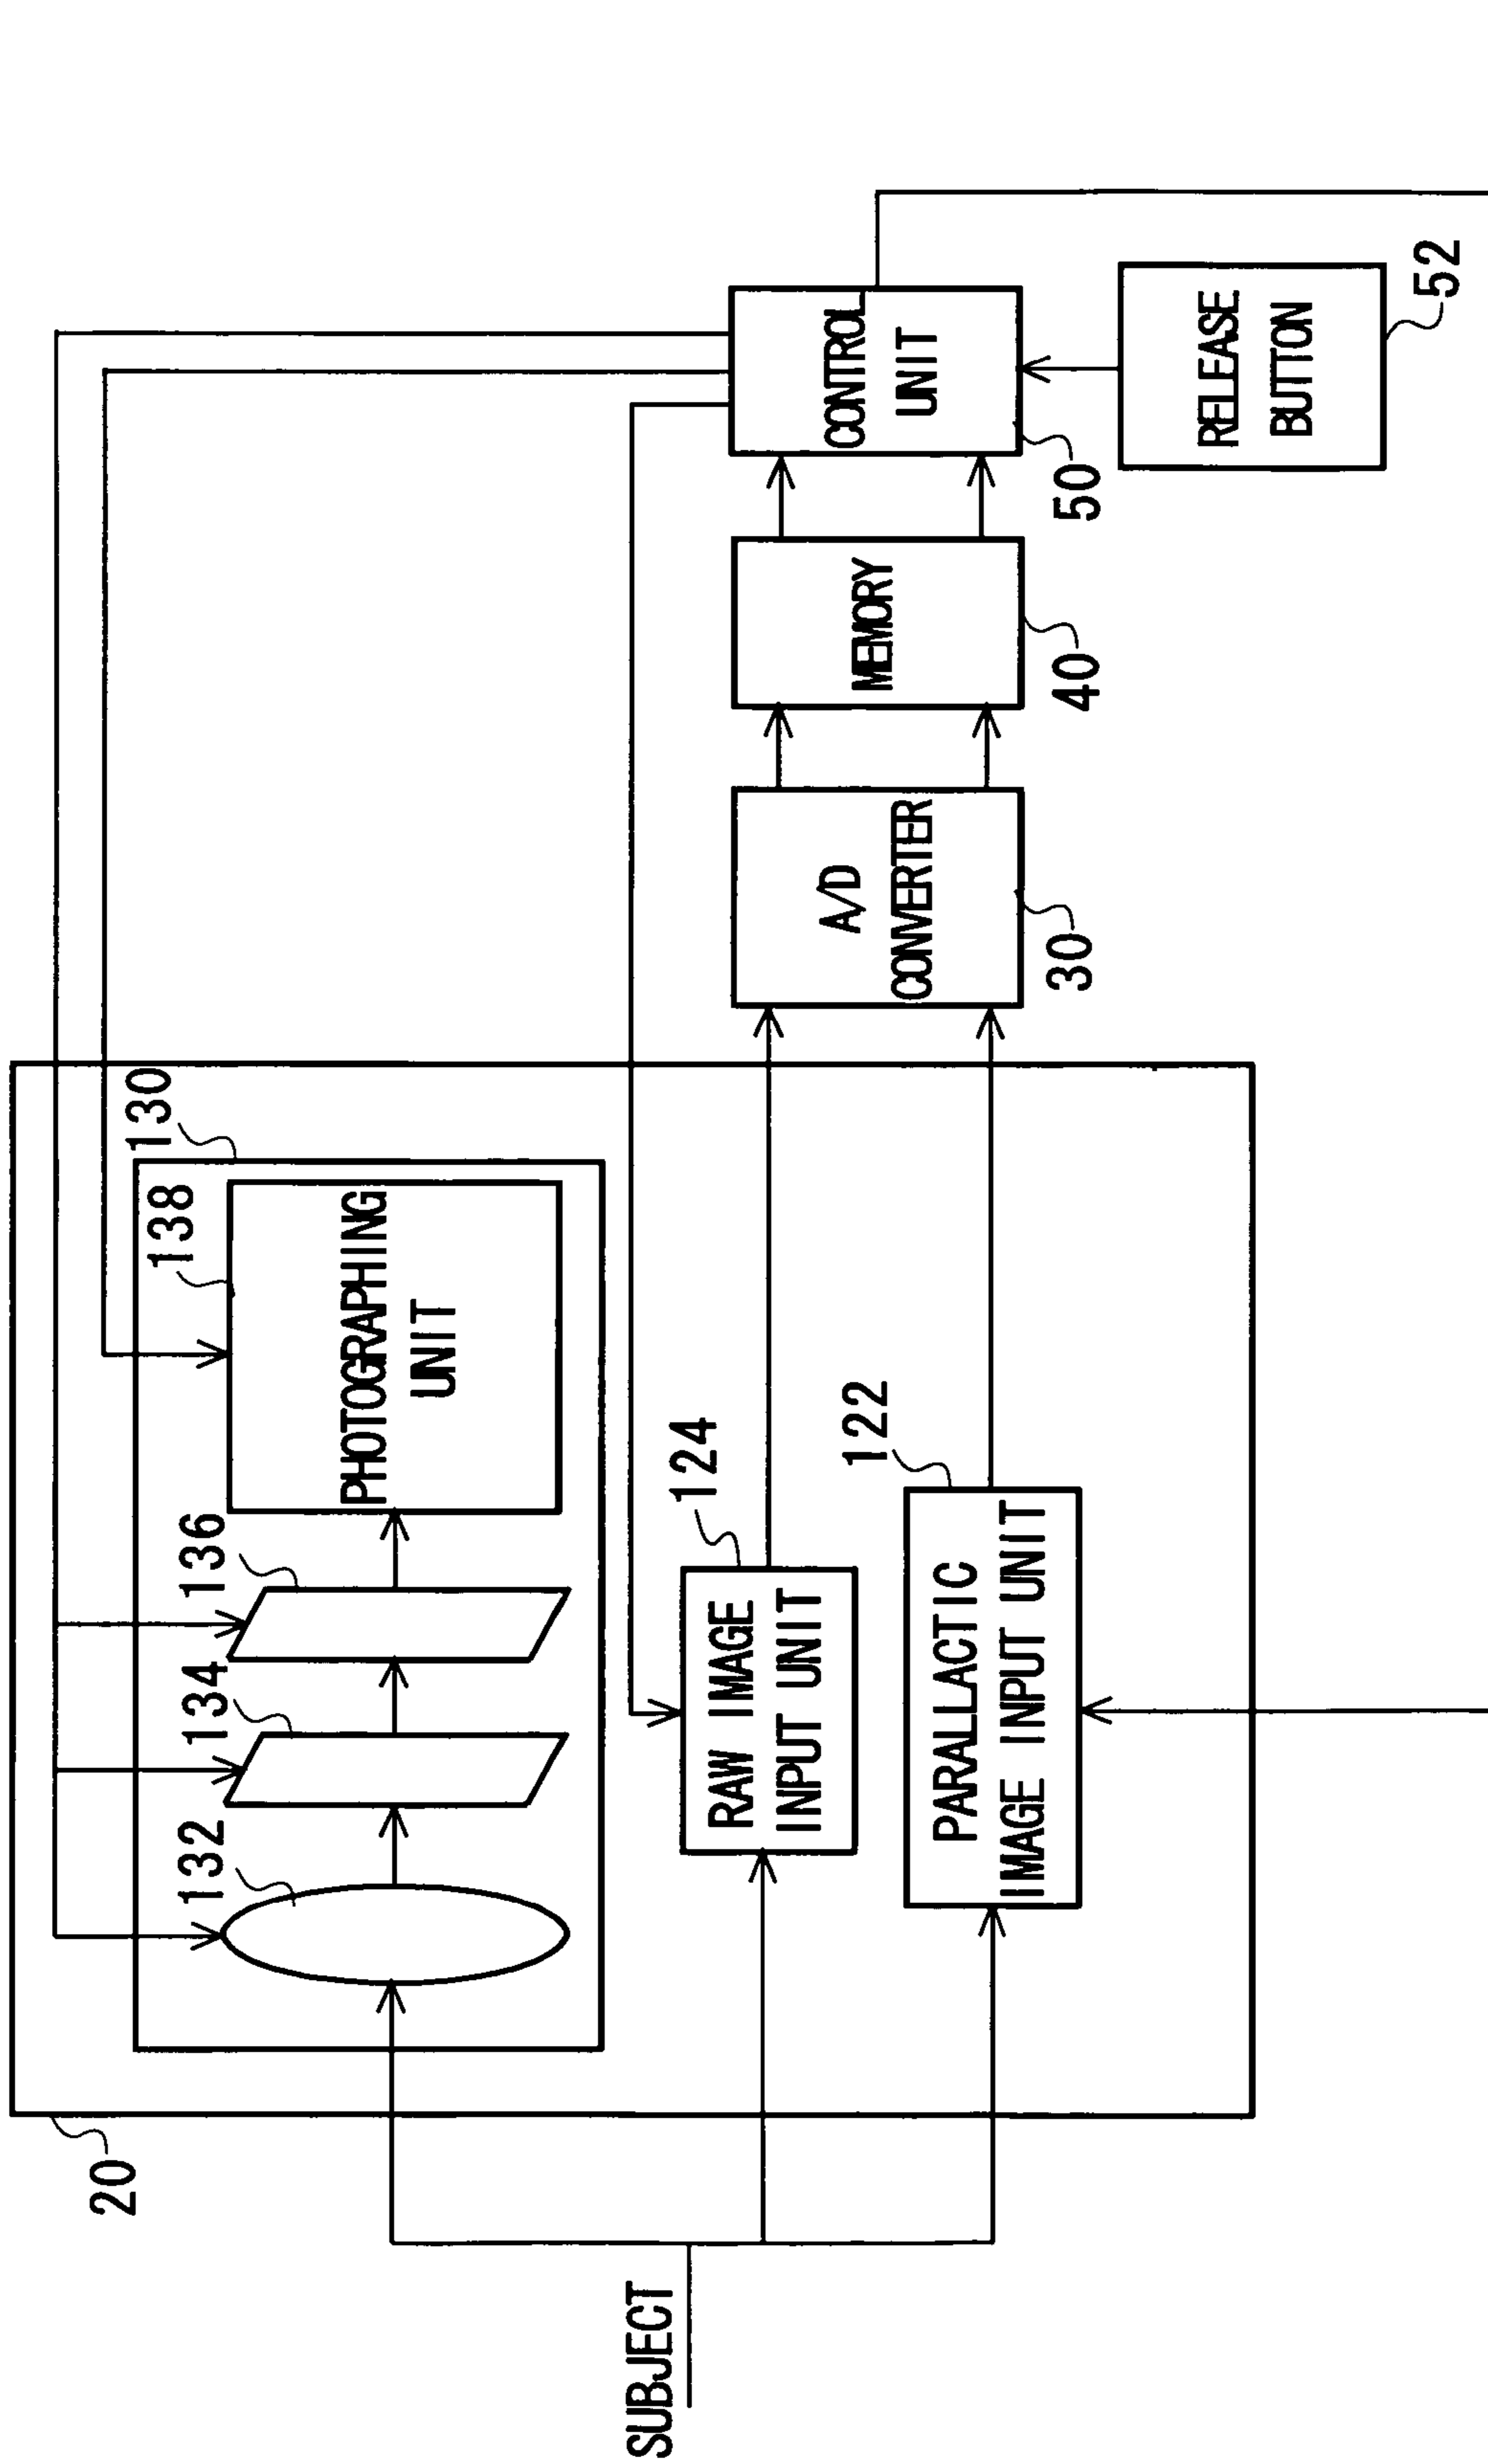 20
130
132
134
136
138
PHOTOGRAPHING
UNIT
SUBJECT
124
RAW IMAGE
INPUT UNIT
122
PARALLACTIC
IMAGE INPUT UNIT
A/D
CONVERTER
30
MEMORY
40
CONTROL
UNIT
50
RELEASE
BUTTON
52